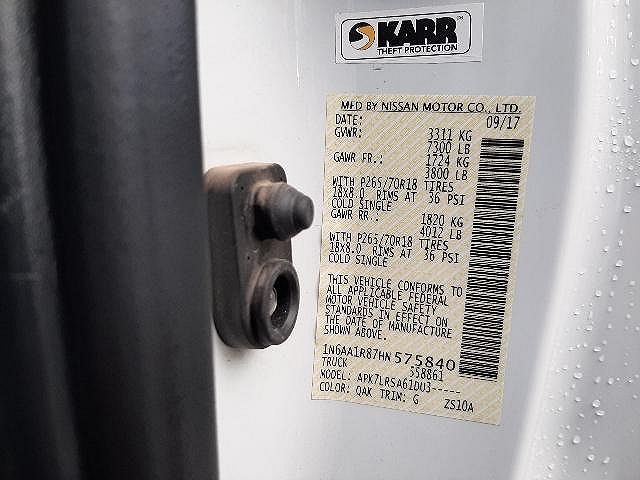 KARR
THEFT PROTECTION
MFD BY NISSAN MOTOR CO., LTD.
DATE: 09/17
GVWR: 3311 KG
7300 LB
GAWR FR.: 1724 KG
3800 LB
WITH P265/70R18 TIRES
18X8.0 RIMS AT 36 PSI
COLD SINGLE
GAWR RR.: 1820 KG
4012 LB
WITH P265/70R18 TIRES
18X8.0 RIMS AT 36 PSI
COLD SINGLE
THIS VEHICLE CONFORMS TO
ALL APPLICABLE FEDERAL
MOTOR VEHICLE SAFETY
STANDARDS IN EFFECT ON
THE DATE OF MANUFACTURE
SHOWN ABOVE.
1N6AA1R87HN575840
TRUCK 558861
MODEL: APK7LRSA61DU3-----
COLOR: QAK TRIM: G ZS10A